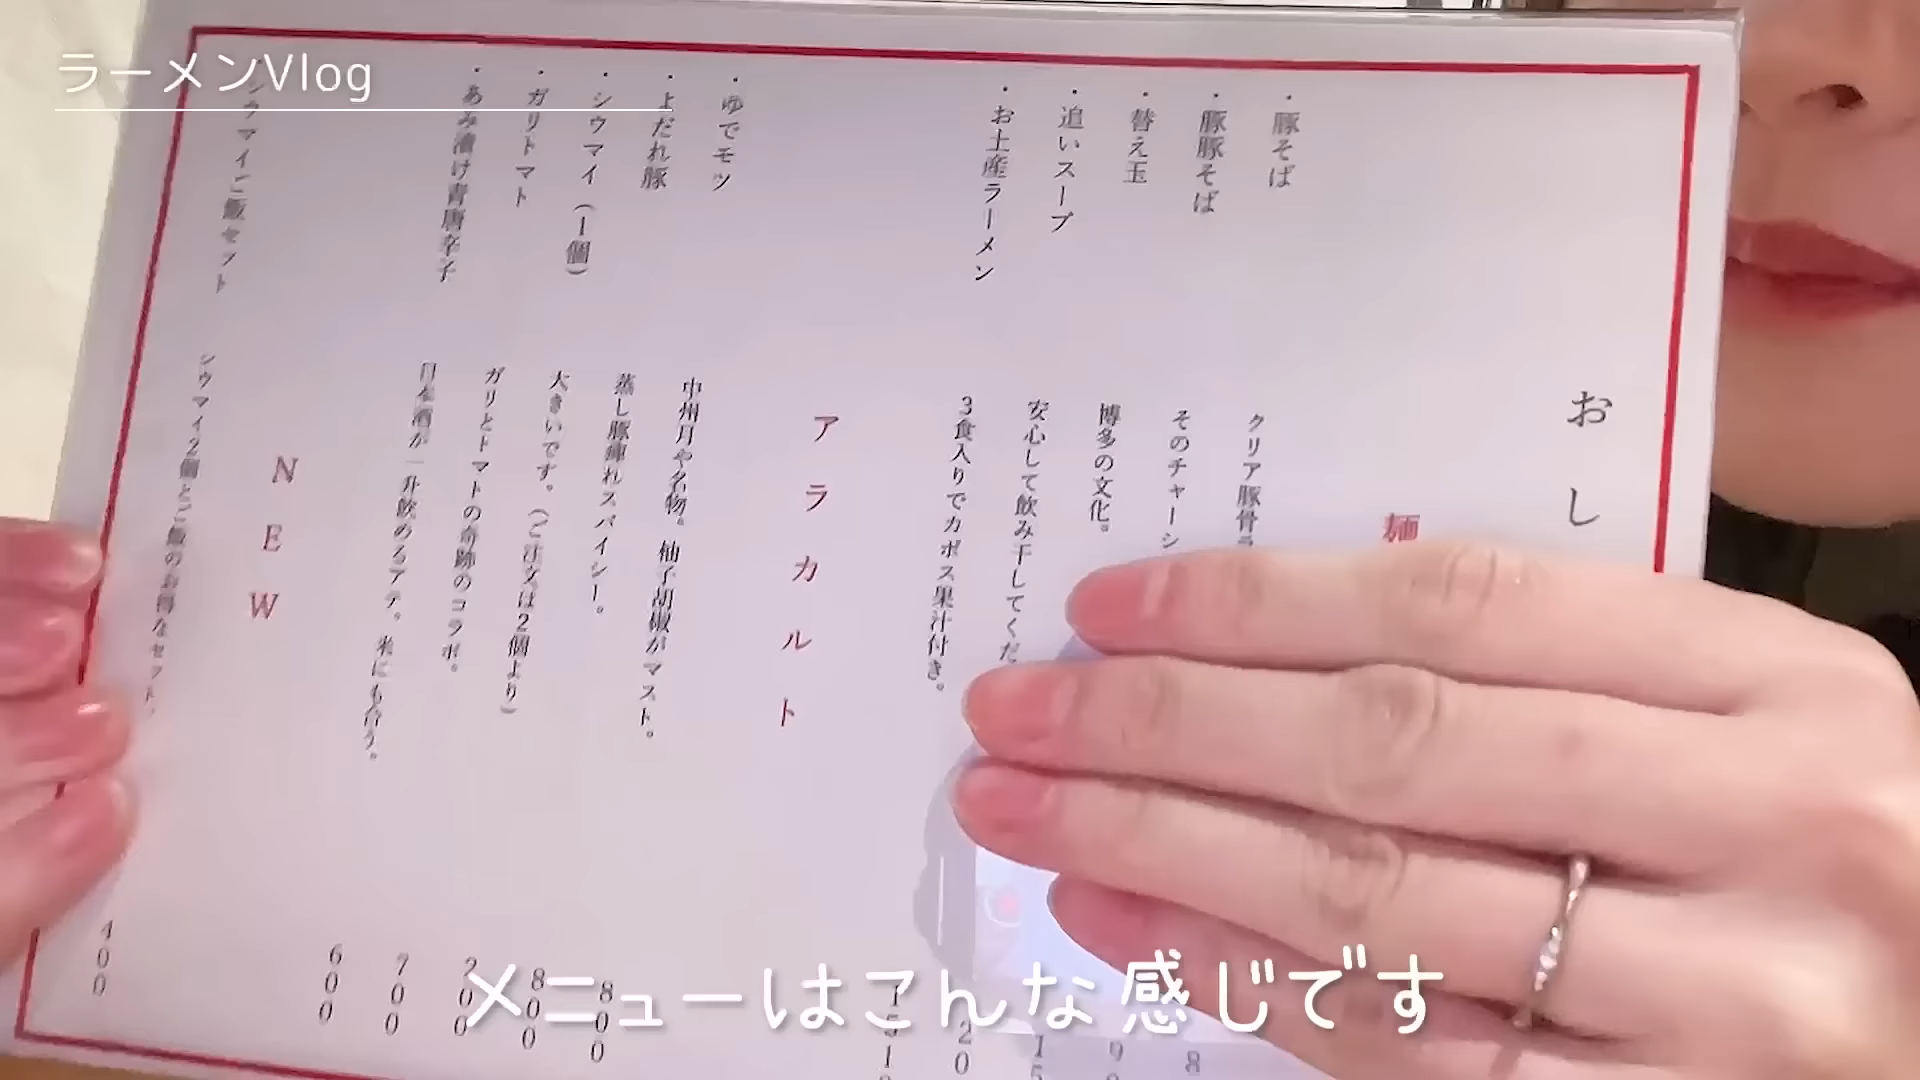 ラーメンVlog
おし
麺
・豚そば
クリア豚骨ラ
・豚豚そば
そのチャーシ
・替え玉
博多の文化。
・追いスープ
安心して飲み干してくだ
・お土産ラーメン
3食入りでカボス果汁付き。
アラカルト
・ゆでモツ
中州月や名物。柚子胡椒がマスト。
800
・よだれ豚
蒸し豚痺れスパイシー。
800
・シウマイ（1個）
大きいです。（ご注文は2個より）
200
・ガリトマト
ガリとトマトの奇跡のコラボ。
700
・あみ漬け青唐辛子
日本酒が一升飲めるアテ。米にも合う。
600
NEW
シウマイご飯セット
シウマイ2個とご飯のお得なセット。
400
メニューはこんな感じです